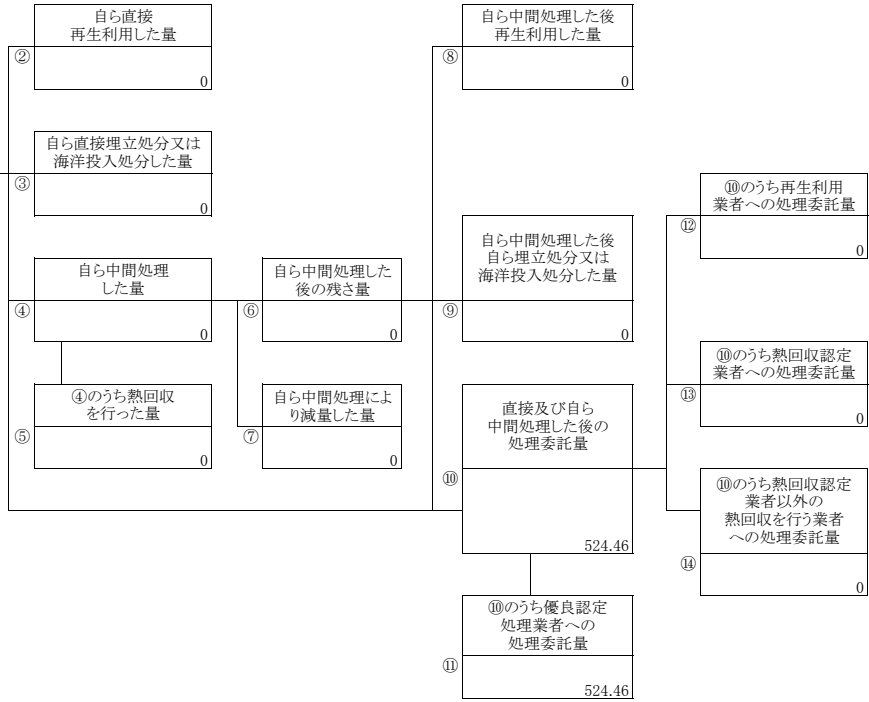 自ら直接
再生利用した量
②
0
自ら直接埋立処分又は
海洋投入処分した量
③
0
自ら中間処理
した量
④
0
④のうち熱回収
を行った量
⑤
0
自ら中間処理した
後の残さ量
⑥
0
自ら中間処理によ
り減量した量
⑦
0
自ら中間処理した後
再生利用した量
⑧
0
自ら中間処理した後
自ら埋立処分又は
海洋投入処分した量
⑨
0
直接及び自ら
中間処理した後の
処理委託量
⑩
524.46
⑩のうち優良認定
処理業者への
処理委託量
⑪
524.46
⑩のうち再生利用
業者への処理委託量
⑫
0
⑩のうち熱回収認定
業者への処理委託量
⑬
0
⑩のうち熱回収認定
業者以外の
熱回収を行う業者
への処理委託量
⑭
0